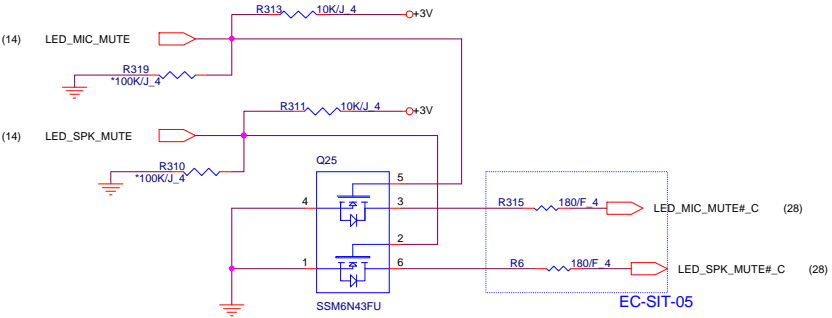 R313 10K/J_4 +3V
(14) LED_MIC_MUTE
R319
*100K/J_4
R311 10K/J_4 +3V
(14) LED_SPK_MUTE
R310
*100K/J_4
Q25
5
4 3 R315 180/F_4 LED_MIC_MUTE#_C (28)
2
1 6 R6 180/F_4 LED_SPK_MUTE#_C (28)
SSM6N43FU
EC-SIT-05